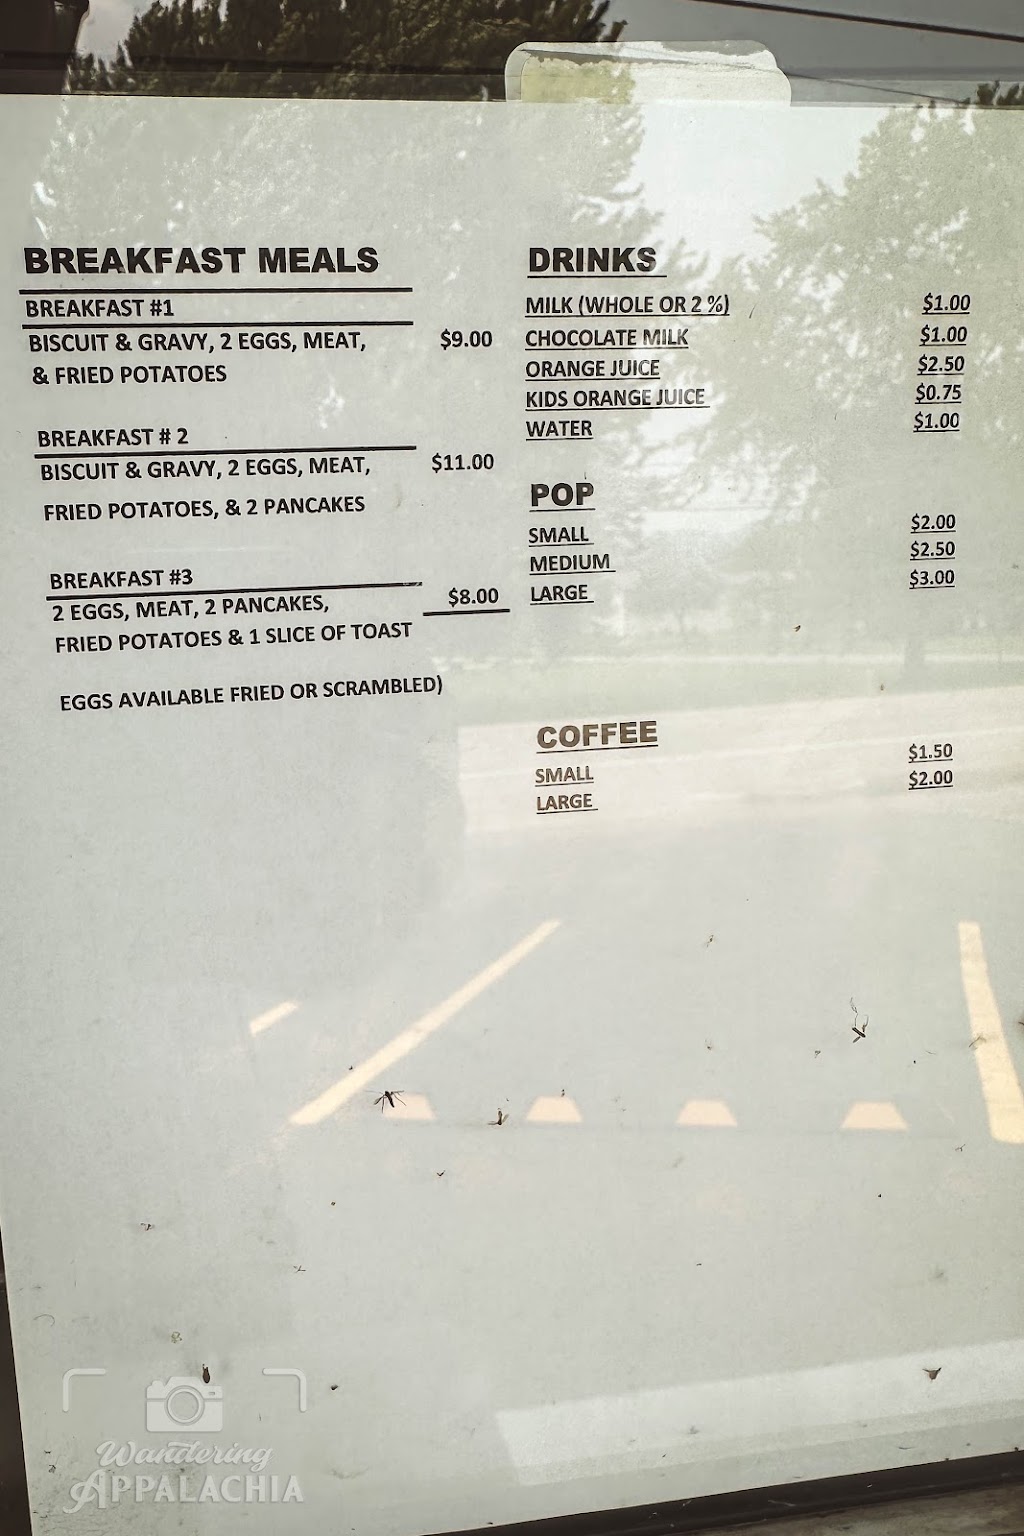 BREAKFAST MEALS
BREAKFAST #1
BISCUIT & GRAVY, 2 EGGS, MEAT, $9.00
& FRIED POTATOES
BREAKFAST # 2
BISCUIT & GRAVY, 2 EGGS, MEAT, $11.00
FRIED POTATOES, & 2 PANCAKES
BREAKFAST #3
2 EGGS, MEAT, 2 PANCAKES, $8.00
FRIED POTATOES & 1 SLICE OF TOAST
EGGS AVAILABLE FRIED OR SCRAMBLED)
DRINKS
MILK (WHOLE OR 2 %) $1.00
CHOCOLATE MILK $1.00
ORANGE JUICE $2.50
KIDS ORANGE JUICE $0.75
WATER $1.00
POP
SMALL $2.00
MEDIUM $2.50
LARGE $3.00
COFFEE
SMALL $1.50
LARGE $2.00
Wandering
APPALACHIA